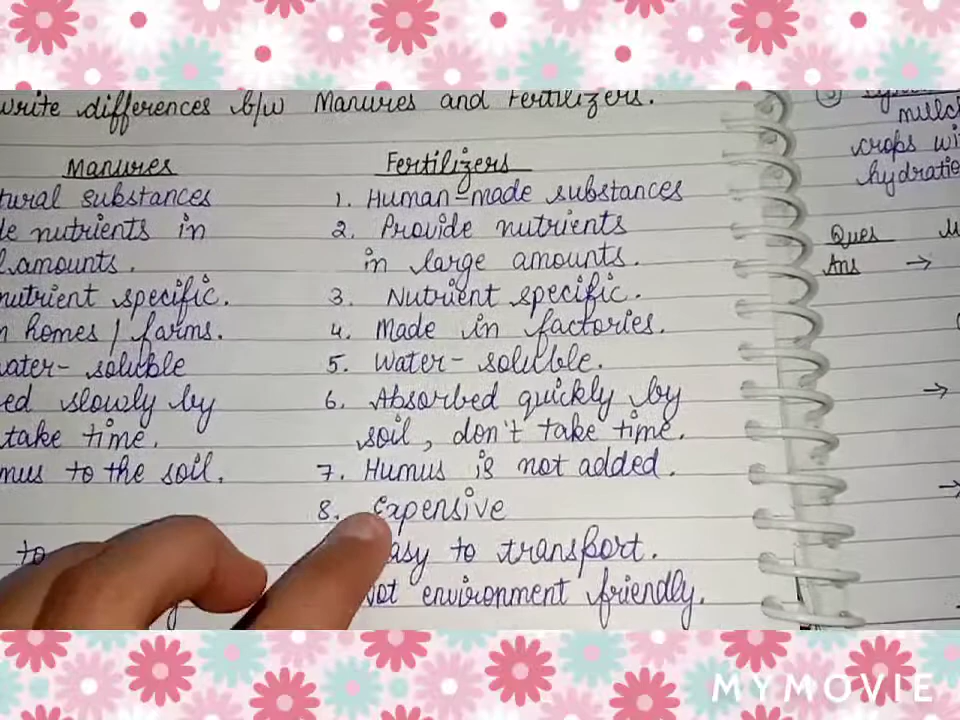 write differences b/w Manures and Fertilizers.
Manures
tural substances
de nutrients in
l amounts.
nutrient specific.
n homes / farms.
water- soluble
ed slowly by
take time.
mus to the soil.
to
Fertilizers
1. Human-made substances
2. Provide nutrients
in large amounts.
3. Nutrient specific.
4. Made in factories.
5. Water- soluble.
6. Absorbed quickly by
soil, don't take time.
7. Humus is not added.
8. Expensive
asy to transport.
Not environment friendly.
mulch
crops wi
hydratio
Ques
Ans →
→
→
MYMOVIE